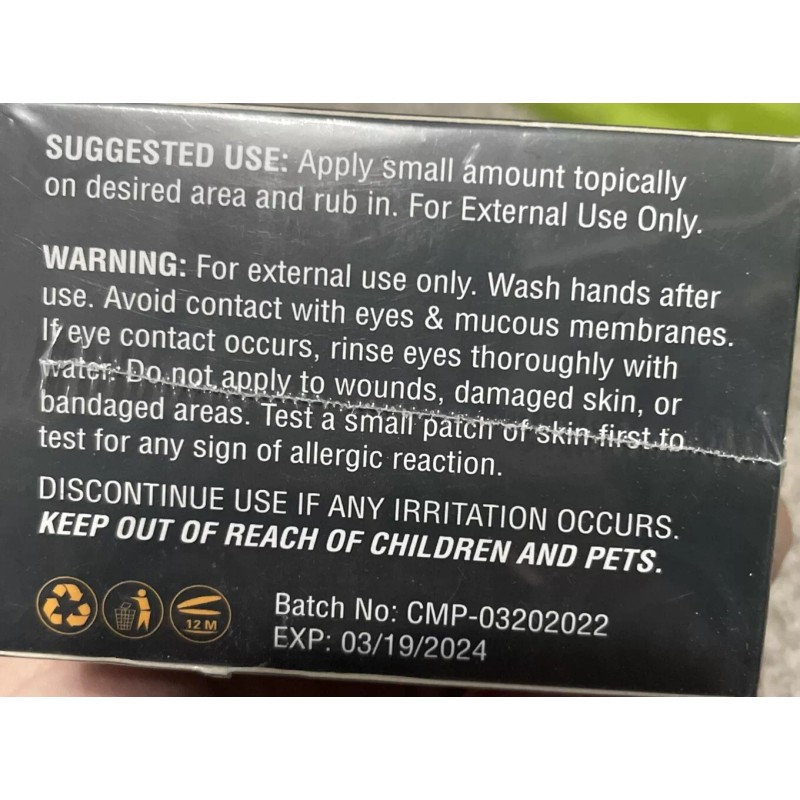 SUGGESTED USE: Apply small amount topically
on desired area and rub in. For External Use Only.
WARNING: For external use only. Wash hands after
use. Avoid contact with eyes & mucous membranes.
If eye contact occurs, rinse eyes thoroughly with
water. Do not apply to wounds, damaged skin, or
bandaged areas. Test a small patch of skin first to
test for any sign of allergic reaction.
DISCONTINUE USE IF ANY IRRITATION OCCURS.
KEEP OUT OF REACH OF CHILDREN AND PETS.
12 M
Batch No: CMP-03202022
EXP: 03/19/2024